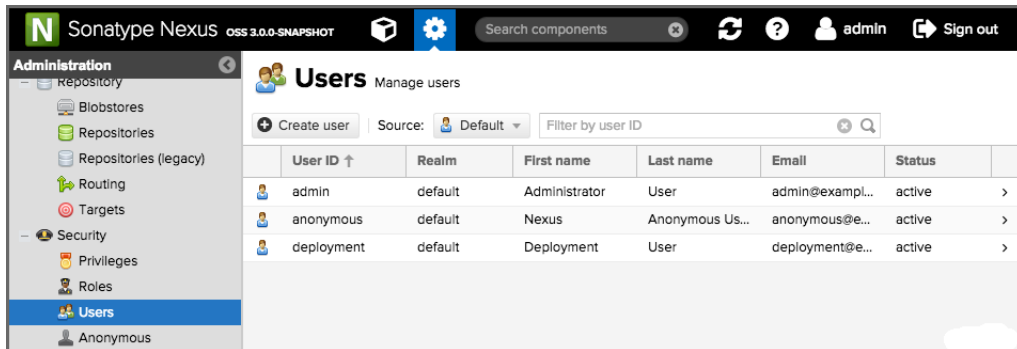 N Sonatype Nexus OSS 3.0.0-SNAPSHOT Search components ? admin Sign out
Administration
Repository
Blobstores
Repositories
Repositories (legacy)
Routing
Targets
Security
Privileges
Roles
Users
Anonymous
Users Manage users
Create user Source: Default Filter by user ID
User ID Realm First name Last name Email Status
admin default Administrator User admin@exampl... active
anonymous default Nexus Anonymous Us... anonymous@e... active
deployment default Deployment User deployment@e... active